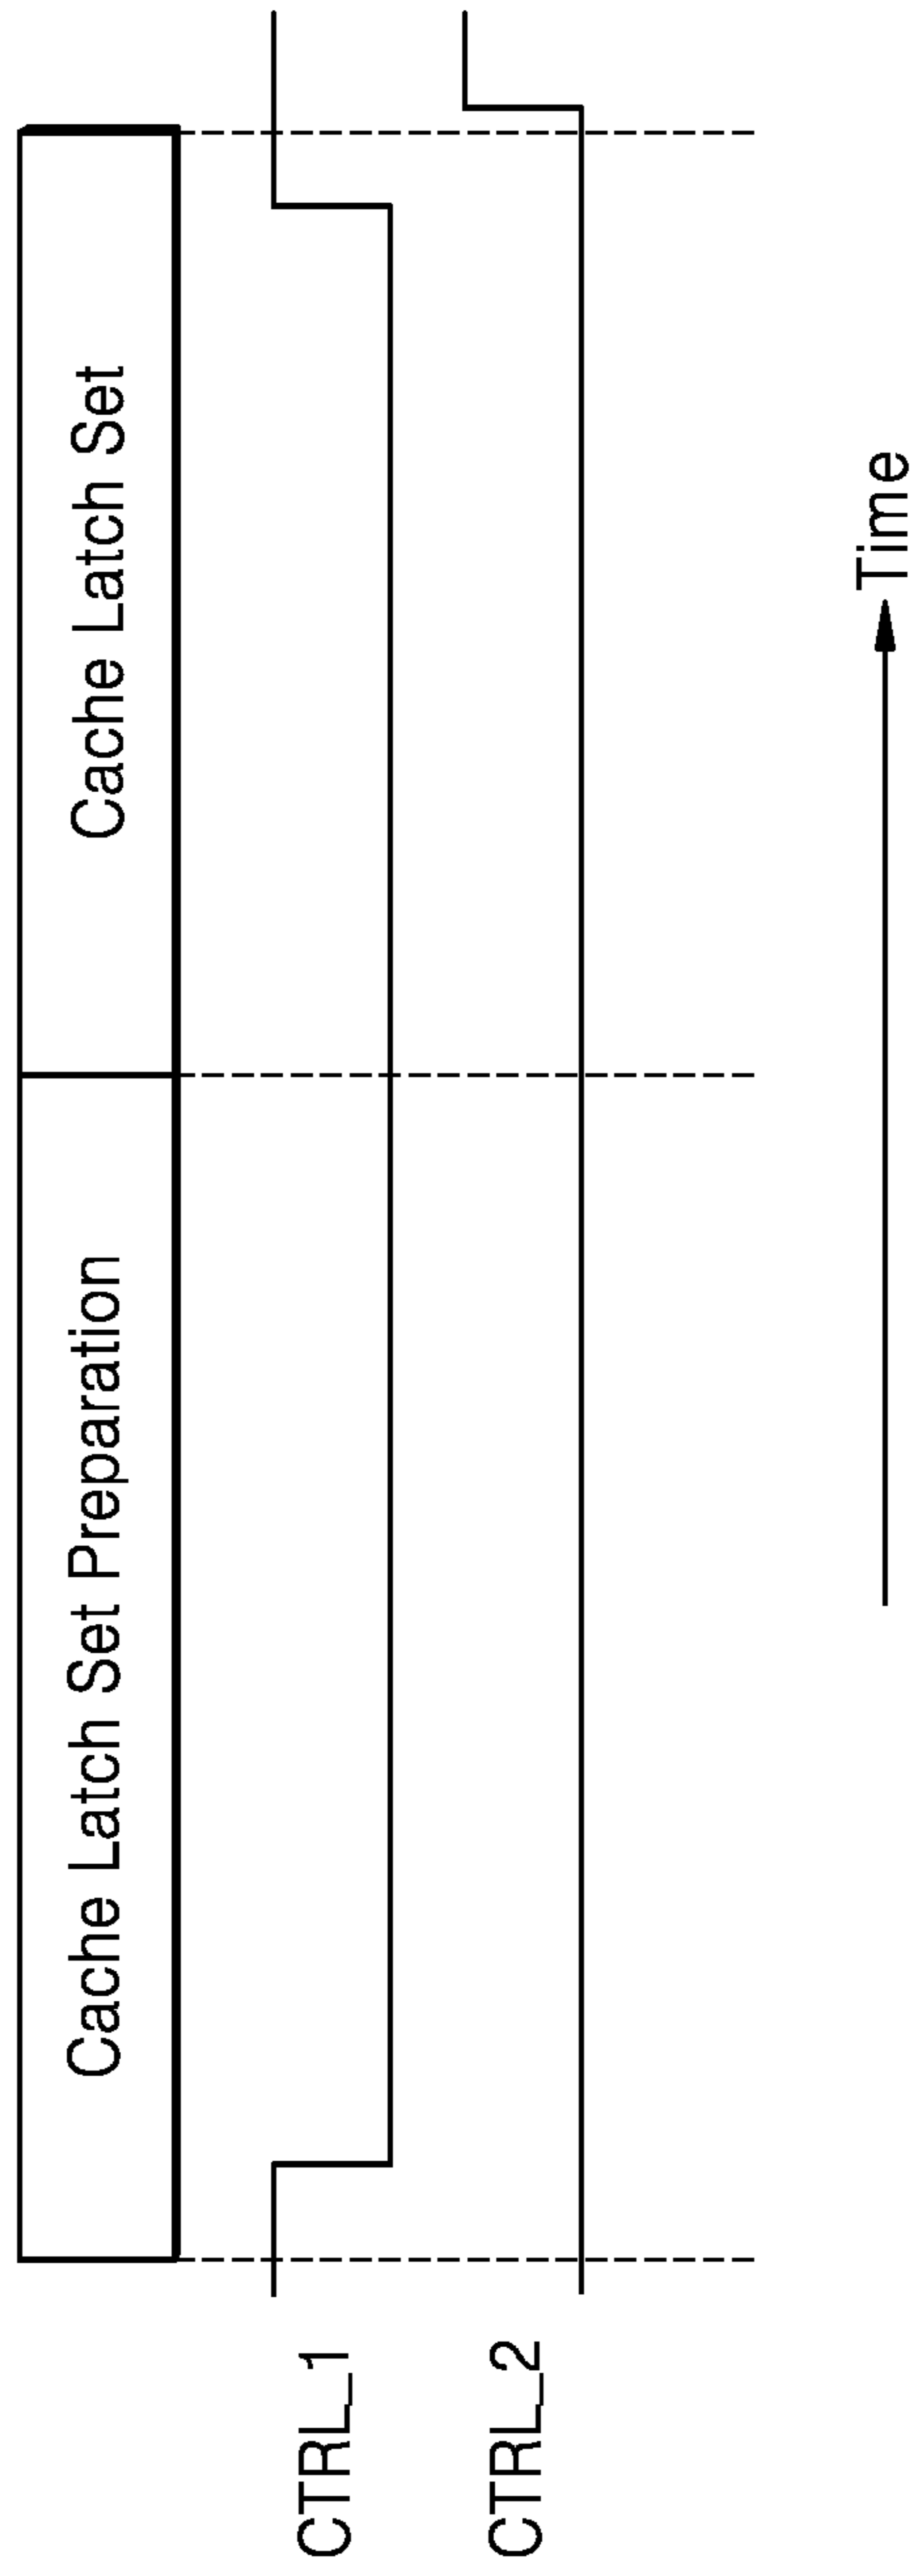 Cache Latch Set Preparation
Cache Latch Set
CTRL_1
CTRL_2
Time